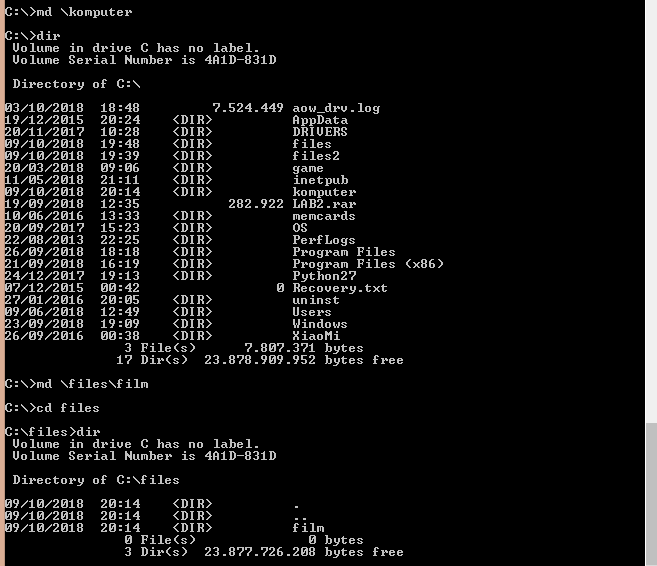 C:\>md \komputer
C:\>dir
Volume in drive C has no label.
Volume Serial Number is 4A1D-831D
Directory of C:\
03/10/2018  18:48         7.524.449 aow_drv.log
19/12/2015  20:24    <DIR>          AppData
20/11/2017  10:28    <DIR>          DRIVERS
09/10/2018  19:48    <DIR>          files
09/10/2018  19:39    <DIR>          files2
20/03/2018  09:06    <DIR>          game
11/05/2018  21:11    <DIR>          inetpub
09/10/2018  20:14    <DIR>          komputer
19/09/2018  12:35           282.922 LAB2.rar
10/06/2016  13:33    <DIR>          memcards
20/09/2017  15:23    <DIR>          OS
22/08/2013  22:25    <DIR>          PerfLogs
26/09/2018  18:18    <DIR>          Program Files
21/09/2018  16:19    <DIR>          Program Files (x86)
24/12/2017  19:13    <DIR>          Python27
07/12/2015  00:42                 0 Recovery.txt
27/01/2016  20:05    <DIR>          uninst
09/06/2018  12:49    <DIR>          Users
23/09/2018  19:09    <DIR>          Windows
26/09/2016  00:38    <DIR>          XiaoMi
3 File(s)      7.807.371 bytes
17 Dir(s)  23.878.909.952 bytes free
C:\>md \files\film
C:\>cd files
C:\files>dir
Volume in drive C has no label.
Volume Serial Number is 4A1D-831D
Directory of C:\files
09/10/2018  20:14    <DIR>          .
09/10/2018  20:14    <DIR>          ..
09/10/2018  20:14    <DIR>          film
0 File(s)              0 bytes
3 Dir(s)  23.877.726.208 bytes free